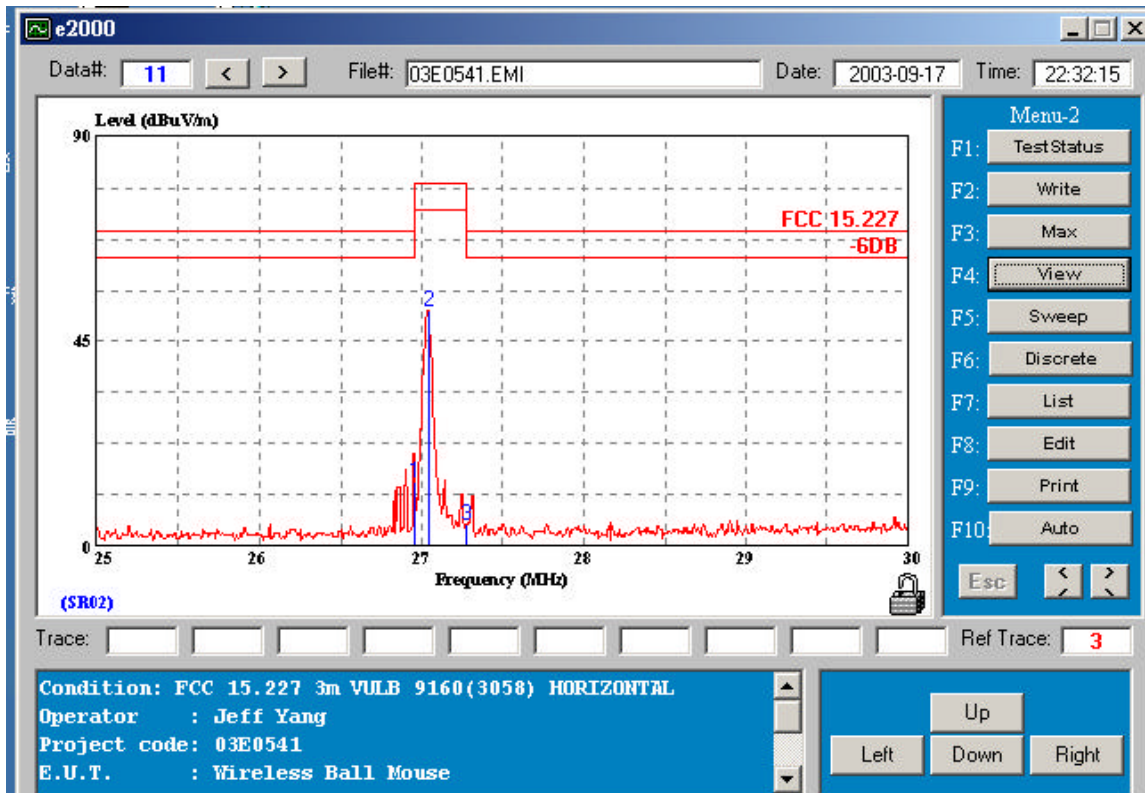 e2000
Data#: 11 < > File#: 03E0541.EMI Date: 2003-09-17 Time: 22:32:15
Level (dBuV/m)
90
45
0
FCC 15.227
-6DB
1
2
3
25 26 27 28 29 30
Frequency (MHz)
(SR02)
Menu-2
F1: TestStatus
F2: Write
F3: Max
F4: View
F5: Sweep
F6: Discrete
F7: List
F8: Edit
F9: Print
F10: Auto
Esc
Trace: Ref Trace: 3
Condition: FCC 15.227 3m VULB 9160(3058) HORIZONTAL
Operator : Jeff Yang
Project code: 03E0541
E.U.T. : Wireless Ball Mouse
Up
Left Down Right